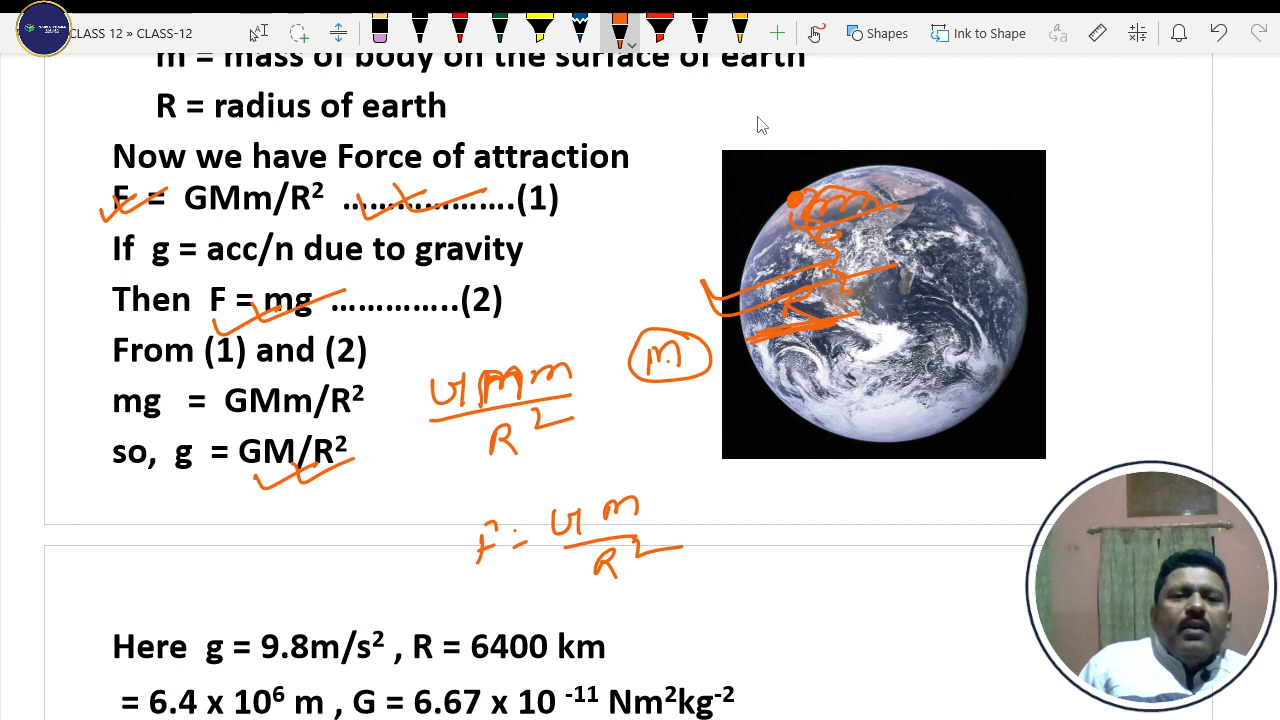 CLASS 12 » CLASS-12
Shapes
Ink to Shape
m = mass of body on the surface of earth
R = radius of earth
Now we have Force of attraction
F = GMm/R² ……………….(1)
If g = acc/n due to gravity
Then F = mg …………..(2)
From (1) and (2)
mg = GMm/R²
so, g = GM/R²
m
R
m
GMm
R²
F = GM
R²
Here g = 9.8m/s² , R = 6400 km
= 6.4 x 10⁶ m , G = 6.67 x 10 ⁻¹¹ Nm²kg⁻²